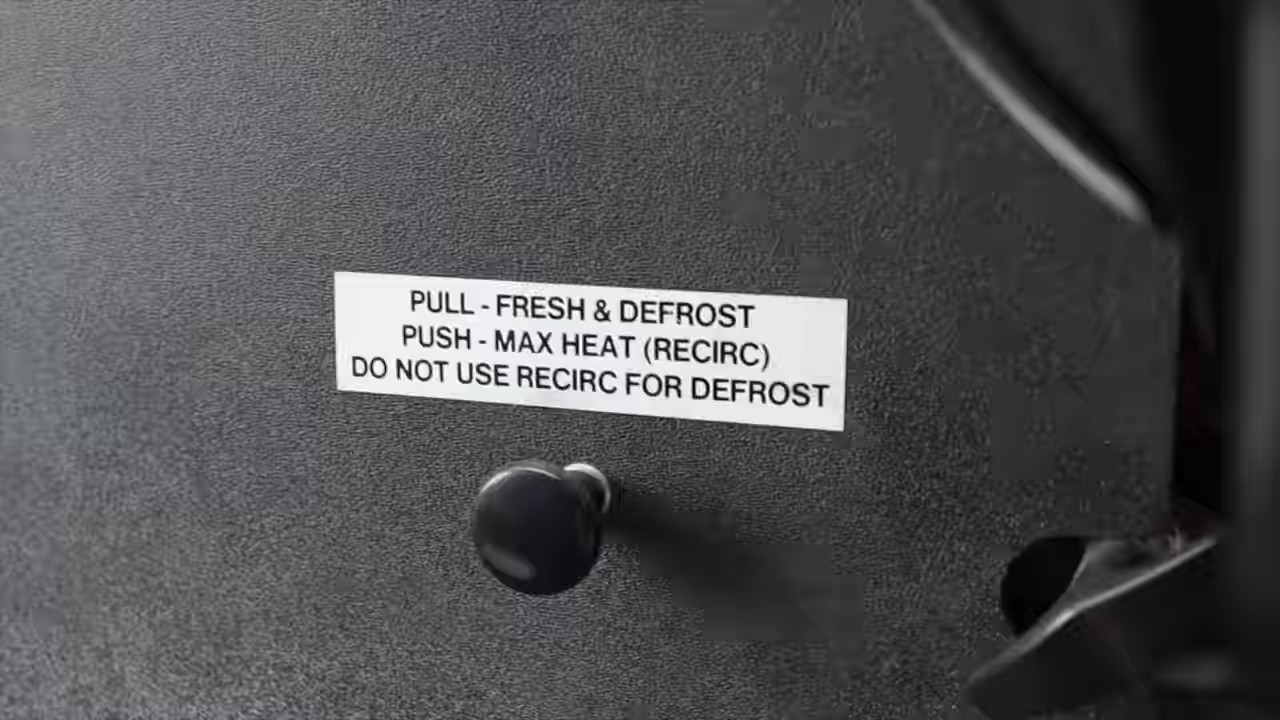 PULL - FRESH & DEFROST
PUSH - MAX HEAT (RECIRC)
DO NOT USE RECIRC FOR DEFROST